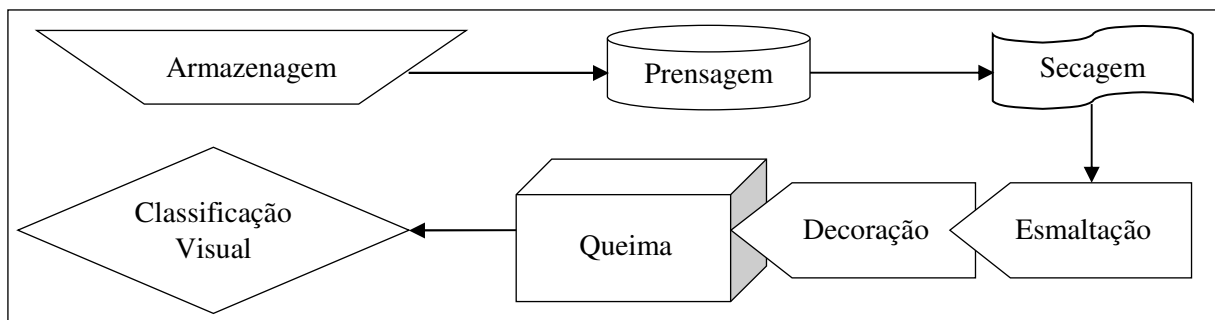 Armazenagem
Prensagem
Secagem
Esmaltação
Decoração
Queima
Classificação
Visual